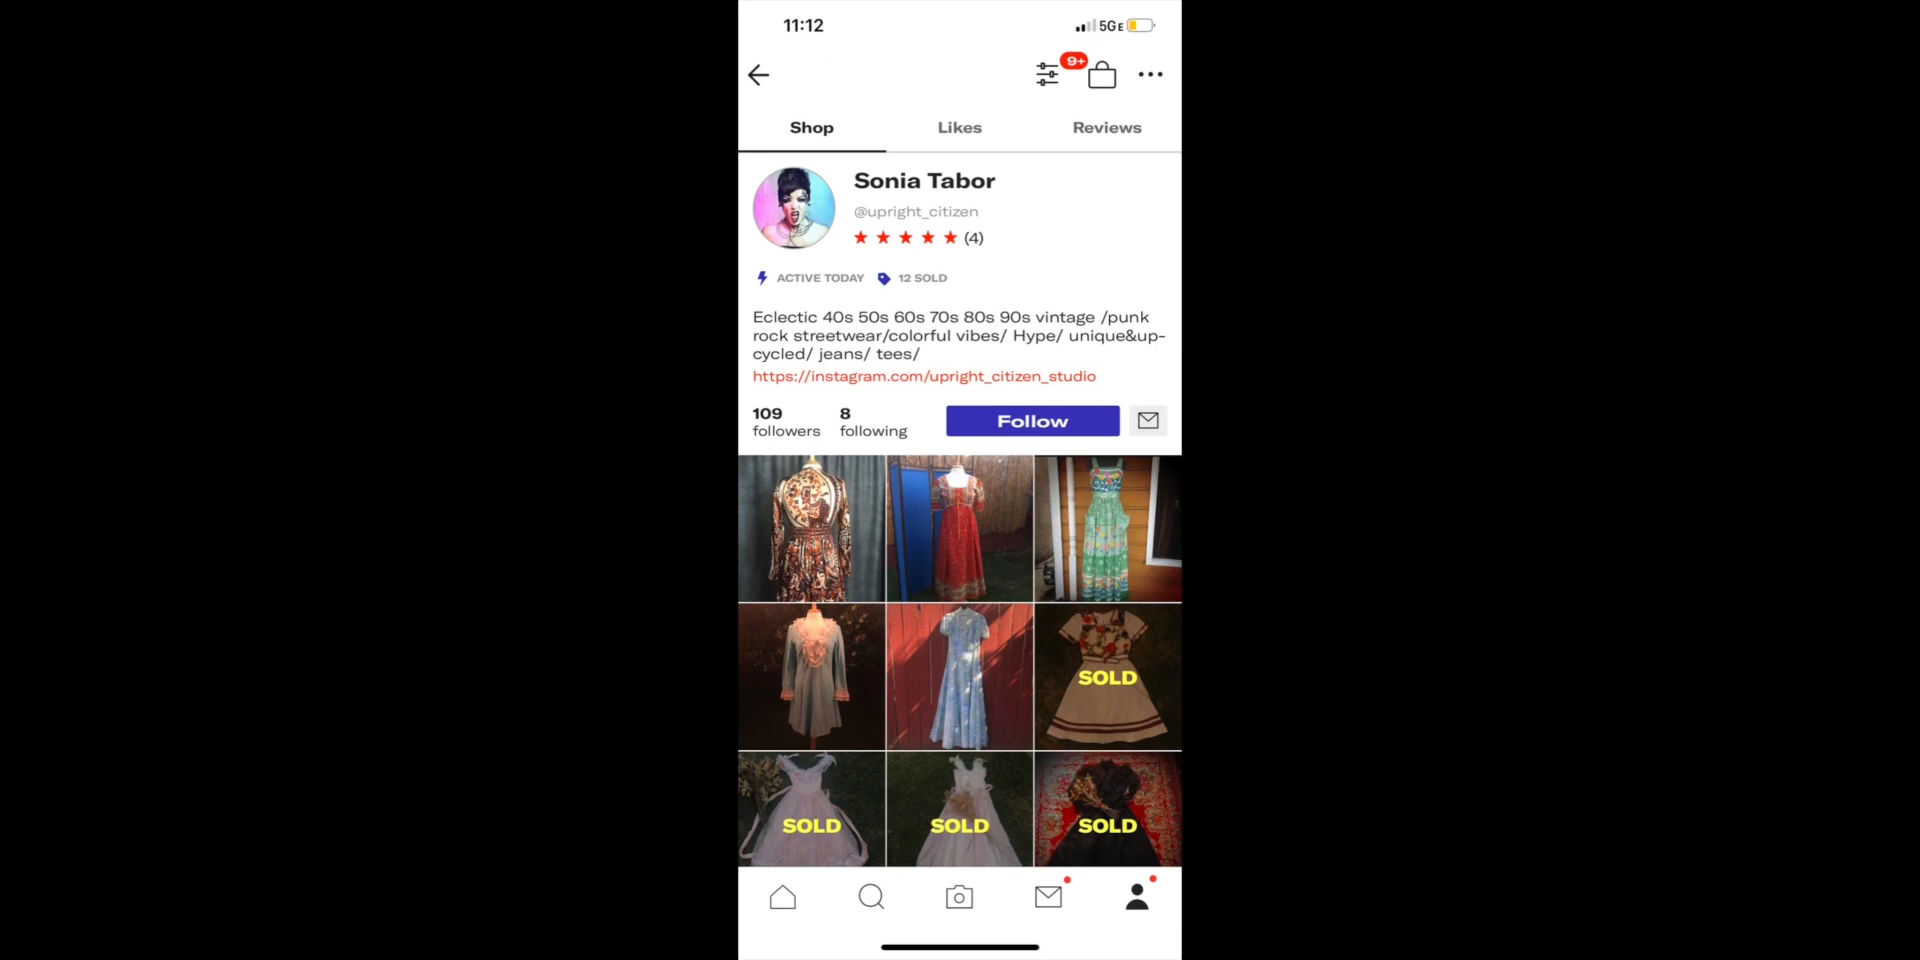 11:12
5GE
9+
Shop Likes Reviews
Sonia Tabor
@upright_citizen
(4)
ACTIVE TODAY 12 SOLD
Eclectic 40s 50s 60s 70s 80s 90s vintage /punk
rock streetwear/colorful vibes/ Hype/ unique&up-
cycled/ jeans/ tees/
https://instagram.com/upright_citizen_studio
109 8
followers following
Follow
SOLD
SOLD SOLD SOLD